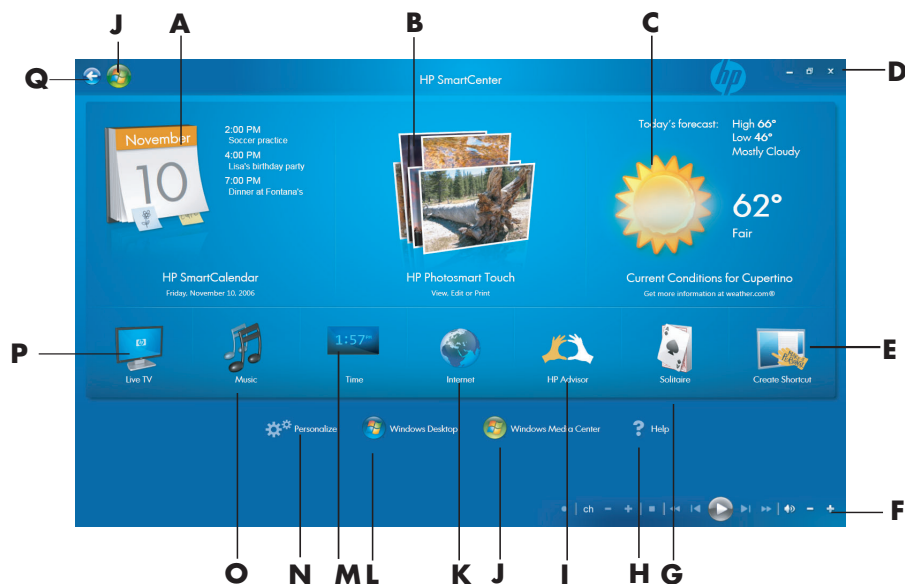 J A B C
Q HP SmartCenter hp D
November
10
2:00 PM
Soccer practice
4:00 PM
Lisa's birthday party
7:00 PM
Dinner at Fontana's
Today's forecast: High 66°
Low 46°
Mostly Cloudy
62°
Fair
HP SmartCalendar
Friday, November 10, 2006
HP Photosmart Touch
View, Edit or Print
Current Conditions for Cupertino
Get more information at weather.com®
P E
hp
1:57
A
Live TV Music Time Internet HP Advisor Solitaire Create Shortcut
Personalize Windows Desktop Windows Media Center ? Help
ch - + - + F
O N M L K J I H G